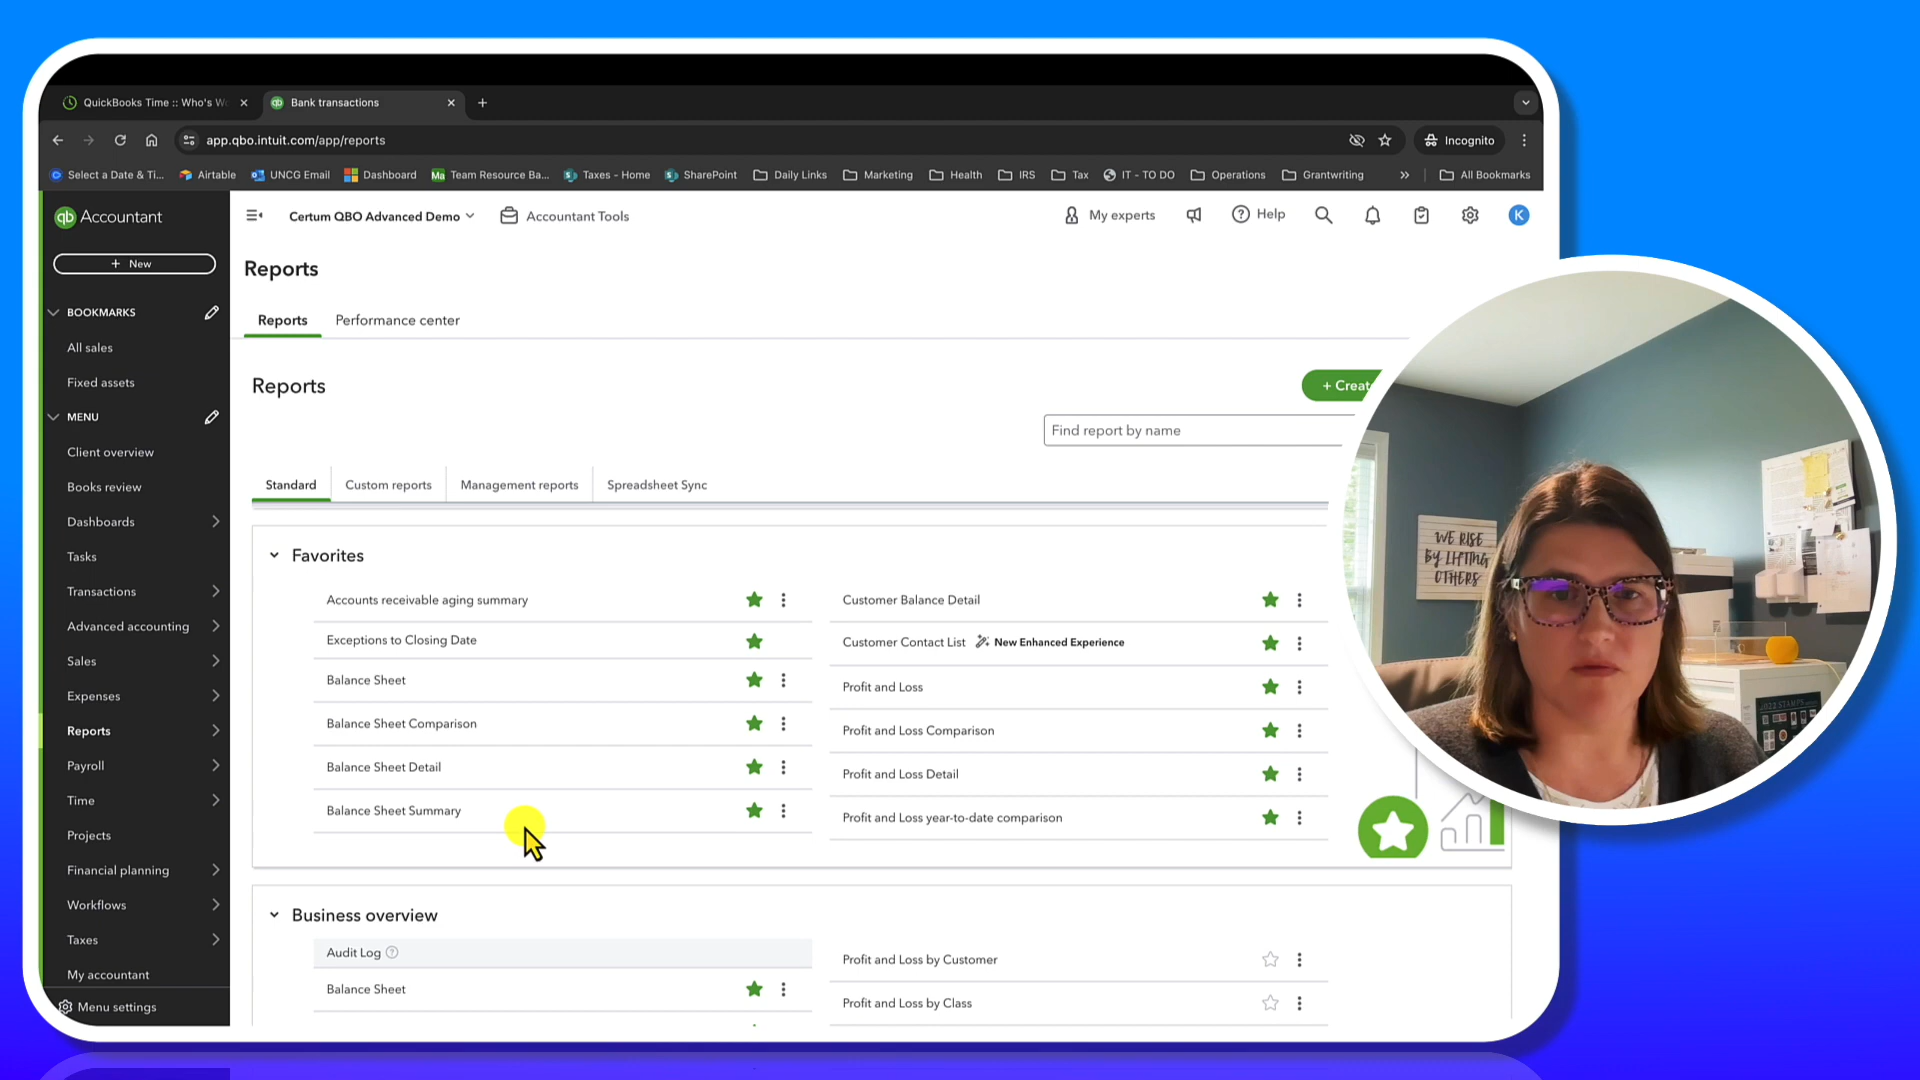 QuickBooks Time :: Who's Wo
Bank transactions
app.qbo.intuit.com/app/reports
Incognito
Select a Date & Ti...
Airtable
UNCG Email
Dashboard
Ma
Team Resource Ba...
Taxes - Home
SharePoint
Daily Links
Marketing
Health
IRS
Tax
IT - TO DO
Operations
Grantwriting
All Bookmarks
qb Accountant
+ New
BOOKMARKS
All sales
Fixed assets
MENU
Client overview
Books review
Dashboards
Tasks
Transactions
Advanced accounting
Sales
Expenses
Reports
Payroll
Time
Projects
Financial planning
Workflows
Taxes
My accountant
Menu settings
Certum QBO Advanced Demo
Accountant Tools
My experts
Help
K
Reports
Reports
Performance center
Reports
+ Creat
Find report by name
Standard
Custom reports
Management reports
Spreadsheet Sync
Favorites
Accounts receivable aging summary
Exceptions to Closing Date
Balance Sheet
Balance Sheet Comparison
Balance Sheet Detail
Balance Sheet Summary
Customer Balance Detail
Customer Contact List New Enhanced Experience
Profit and Loss
Profit and Loss Comparison
Profit and Loss Detail
Profit and Loss year-to-date comparison
Business overview
Audit Log
Balance Sheet
Profit and Loss by Customer
Profit and Loss by Class
WE RISE
BY LIFTING
OTHERS
2022 STAMPS